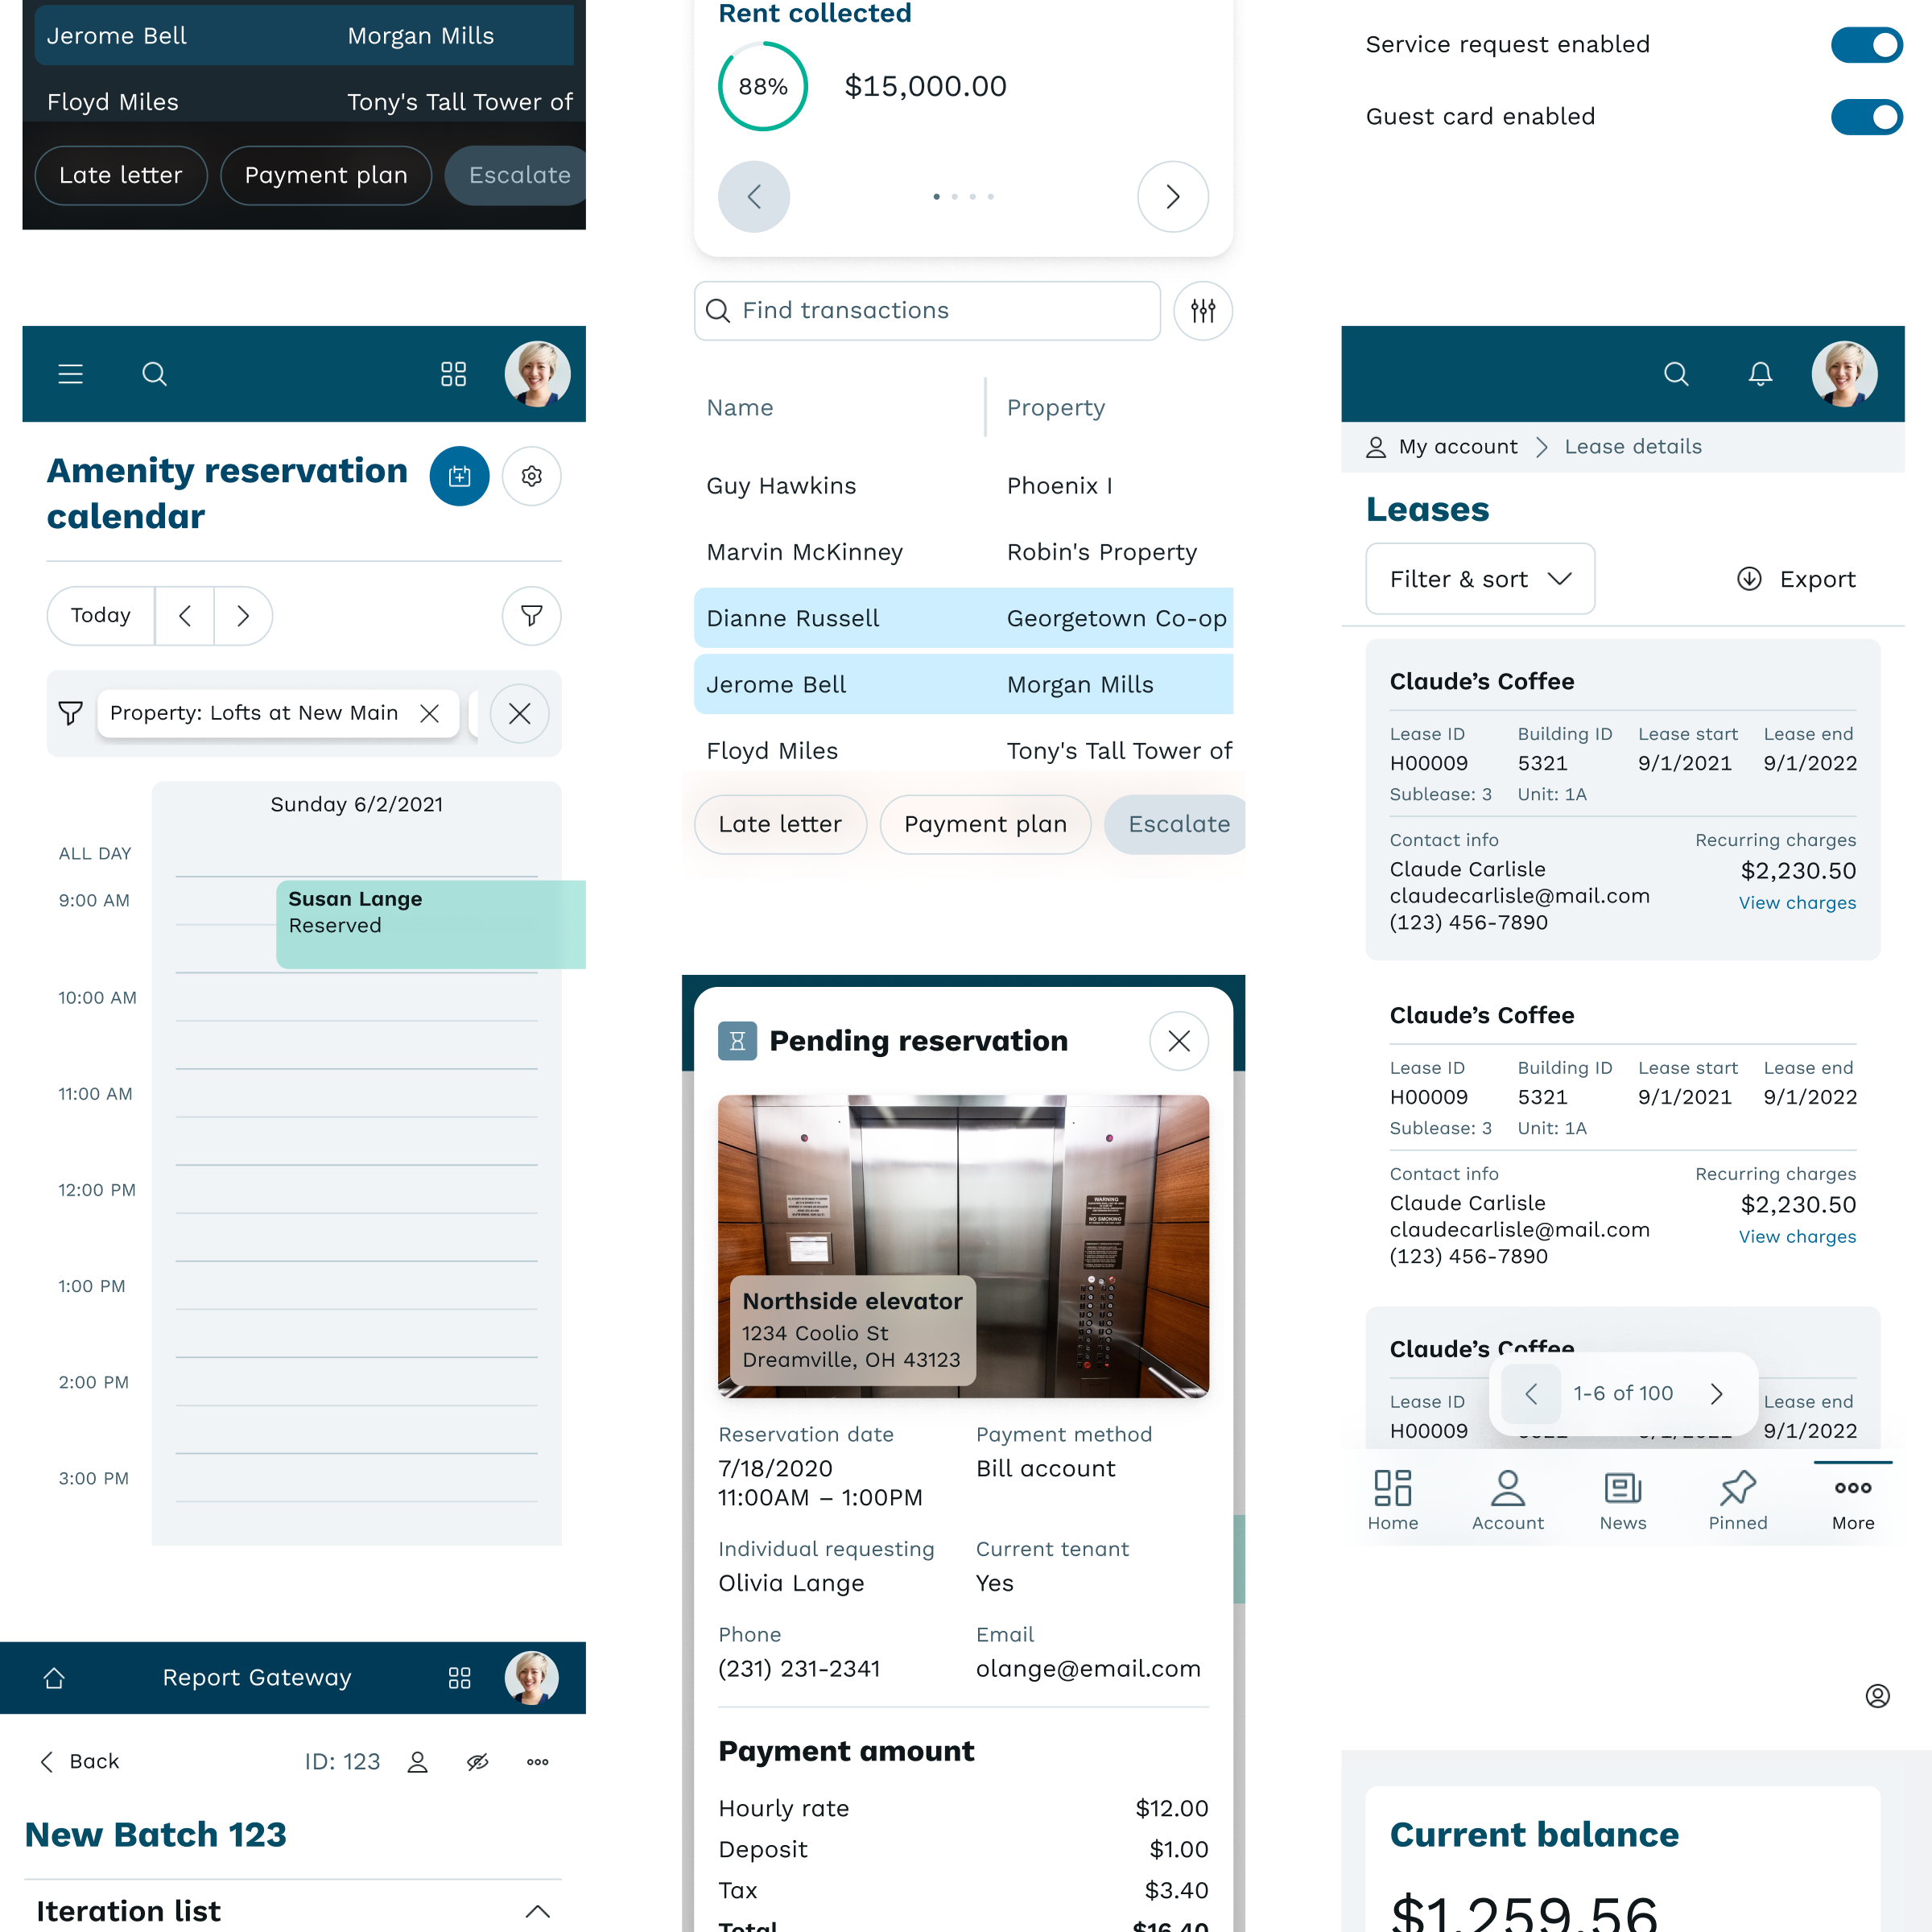 Jerome Bell
Morgan Mills
Floyd Miles
Tony's Tall Tower of
Late letter
Payment plan
Escalate
Amenity reservation
calendar
Today
Property: Lofts at New Main
Sunday 6/2/2021
ALL DAY
9:00 AM
Susan Lange
Reserved
10:00 AM
11:00 AM
12:00 PM
1:00 PM
2:00 PM
3:00 PM
Report Gateway
Back
ID: 123
New Batch 123
Iteration list
Rent collected
88%
$15,000.00
Find transactions
Name
Property
Guy Hawkins
Phoenix I
Marvin McKinney
Robin's Property
Dianne Russell
Georgetown Co-op
Jerome Bell
Morgan Mills
Floyd Miles
Tony's Tall Tower of
Late letter
Payment plan
Escalate
Pending reservation
WARNING
NO SMOKING
Northside elevator
1234 Coolio St
Dreamville, OH 43123
Reservation date
7/18/2020
11:00AM – 1:00PM
Payment method
Bill account
Individual requesting
Olivia Lange
Current tenant
Yes
Phone
(231) 231-2341
Email
olange@email.com
Payment amount
Hourly rate
$12.00
Deposit
$1.00
Tax
$3.40
Total
$16.40
Service request enabled
Guest card enabled
My account
Lease details
Leases
Filter & sort
Export
Claude’s Coffee
Lease ID
Building ID
Lease start
Lease end
H00009
5321
9/1/2021
9/1/2022
Sublease: 3
Unit: 1A
Contact info
Recurring charges
Claude Carlisle
$2,230.50
claudecarlisle@mail.com
View charges
(123) 456-7890
Claude’s Coffee
Lease ID
Building ID
Lease start
Lease end
H00009
5321
9/1/2021
9/1/2022
Sublease: 3
Unit: 1A
Contact info
Recurring charges
Claude Carlisle
$2,230.50
claudecarlisle@mail.com
View charges
(123) 456-7890
Claude’s Coffee
Lease ID
Lease end
1-6 of 100
H00009
9/1/2022
Home
Account
News
Pinned
More
Current balance
$1,259.56